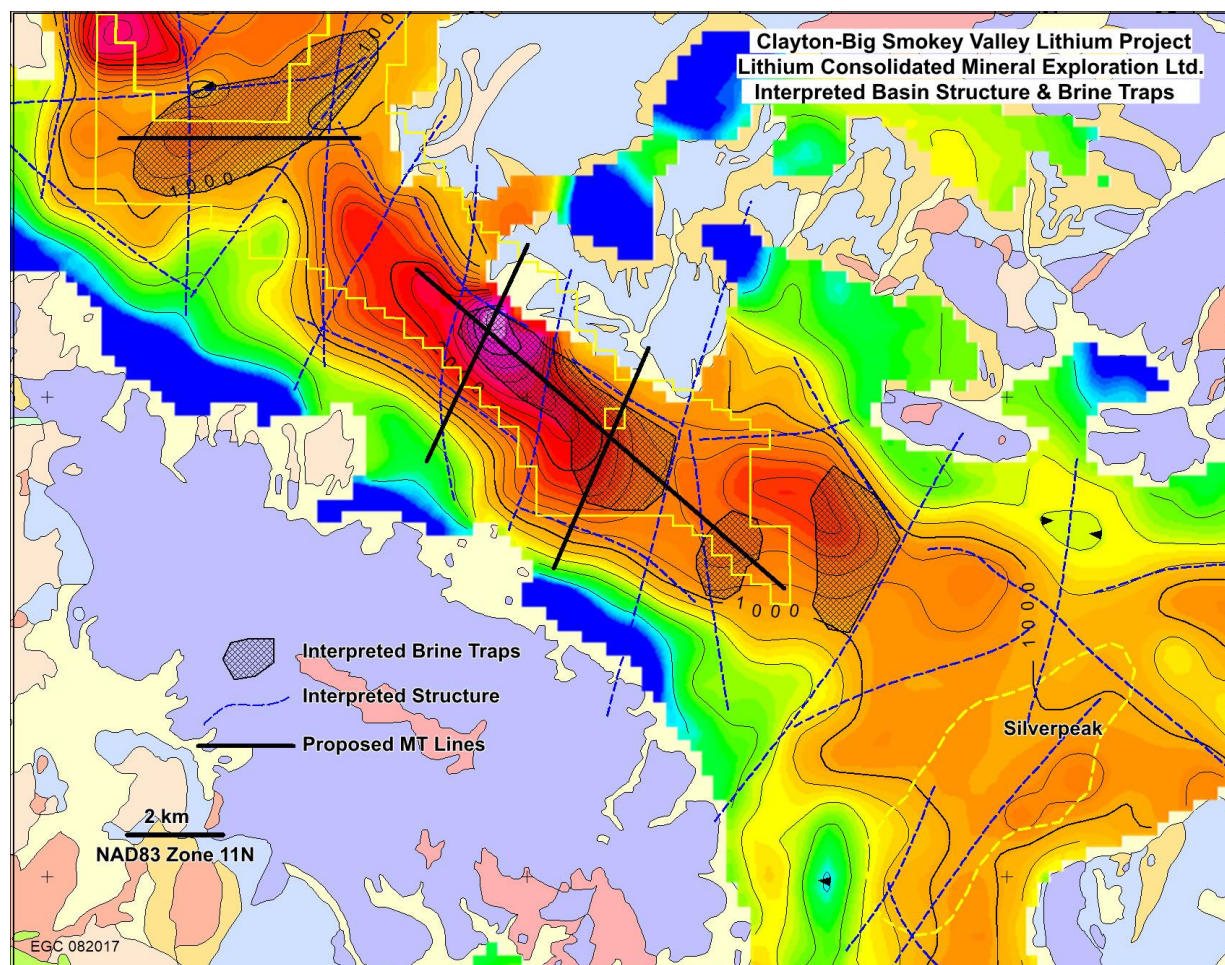 Clayton-Big Smokey Valley Lithium Project
Lithium Consolidated Mineral Exploration Ltd.
Interpreted Basin Structure & Brine Traps
1000
1000
Interpreted Brine Traps
Interpreted Structure
Proposed MT Lines
1000
Silverpeak
2 km
NAD83 Zone 11N
EGC 082017